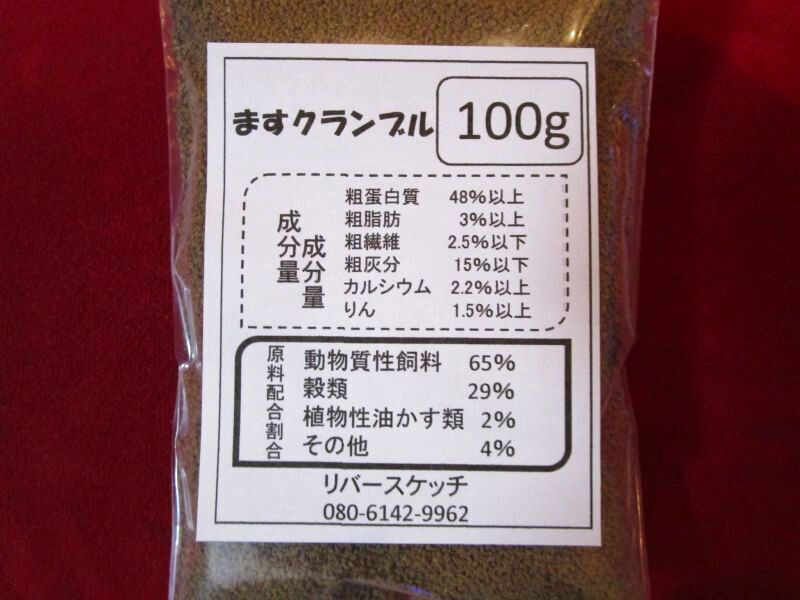 ますクランブル 100g
成分量
成分量
粗蛋白質 48%以上
粗脂肪 3%以上
粗繊維 2.5%以下
粗灰分 15%以下
カルシウム 2.2%以上
りん 1.5%以上
原料配合割合
動物質性飼料 65%
穀類 29%
植物性油かす類 2%
その他 4%
リバースケッチ
080-6142-9962